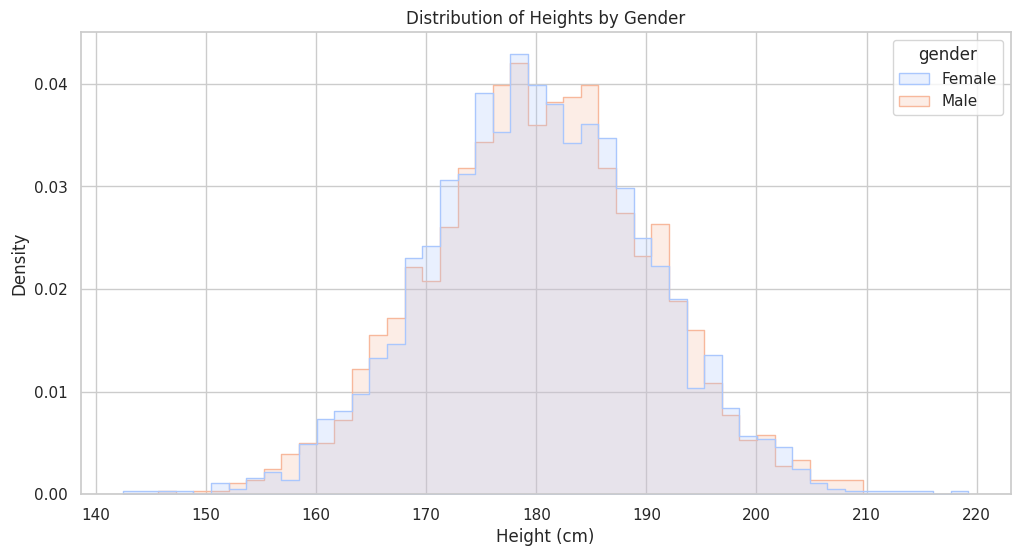 Distribution of Heights by Gender
gender
Female
Male
0.04
0.03
0.02
0.01
0.00
Density
140 150 160 170 180 190 200 210 220
Height (cm)